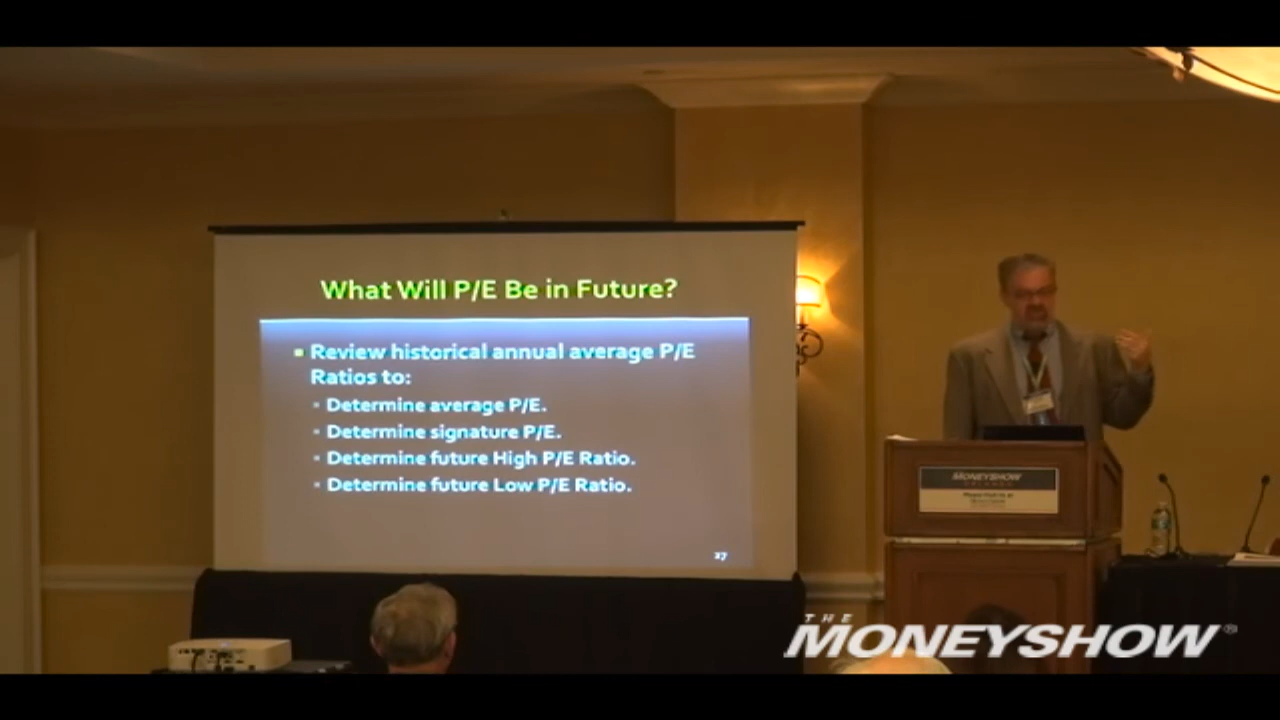 What Will P/E Be in Future?
▪ Review historical annual average P/E
Ratios to:
▪ Determine average P/E.
▪ Determine signature P/E.
▪ Determine future High P/E Ratio.
▪ Determine future Low P/E Ratio.
27
MONEYSHOW
ORLANDO
THE
MONEYSHOW®